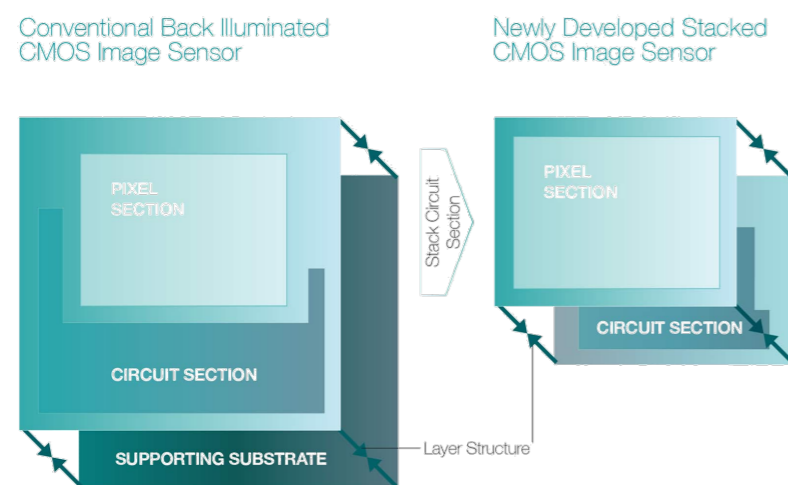 Conventional Back Illuminated
CMOS Image Sensor
Newly Developed Stacked
CMOS Image Sensor
PIXEL
SECTION
CIRCUIT SECTION
SUPPORTING SUBSTRATE
Stack Circuit
Section
PIXEL
SECTION
CIRCUIT SECTION
Layer Structure